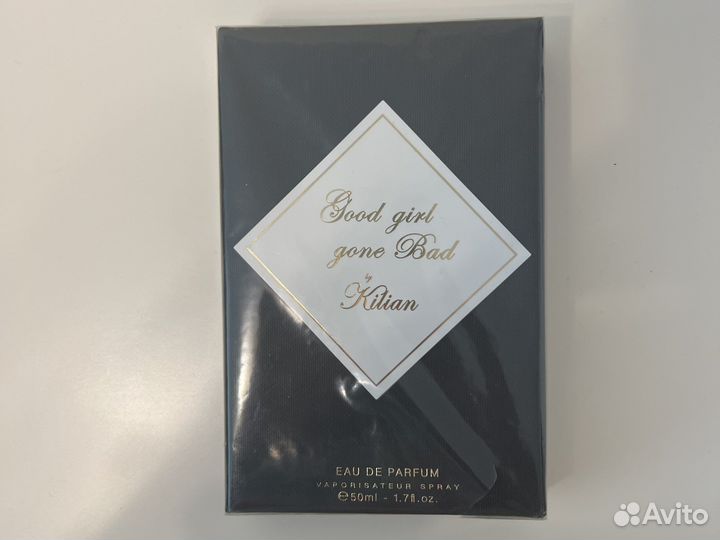 Good girl
gone Bad
by
Kilian
EAU DE PARFUM
VAPORISATEUR SPRAY
℮50ml - 1.7fl.oz.
Avito